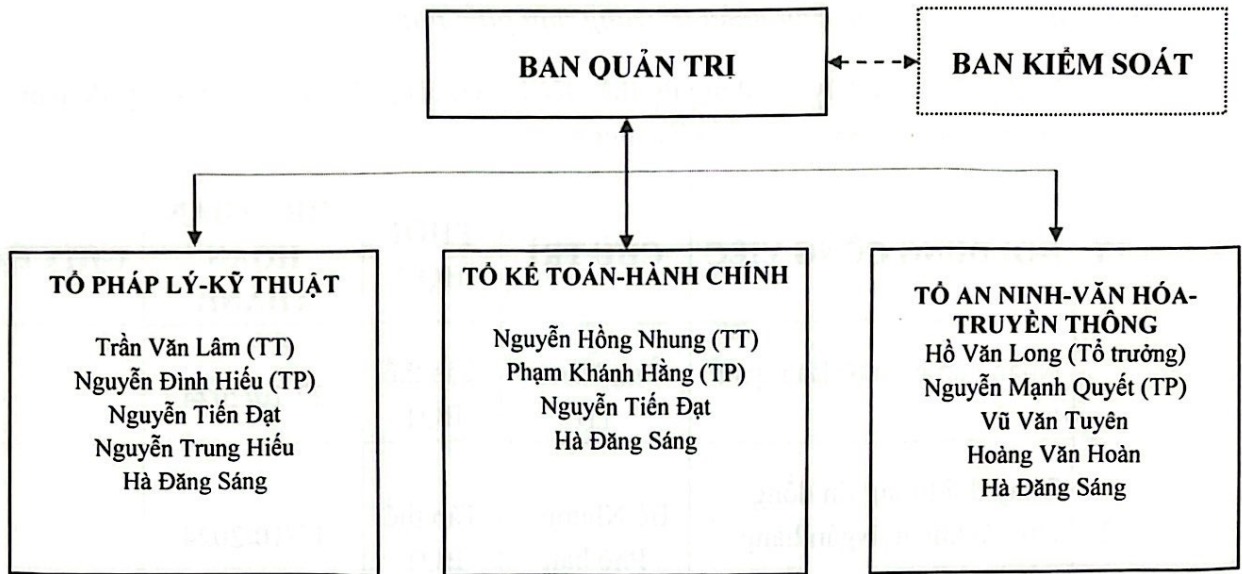 BAN QUẢN TRỊ
BAN KIỂM SOÁT
TỔ PHÁP LÝ-KỸ THUẬT
Trần Văn Lâm (TT)
Nguyễn Đình Hiếu (TP)
Nguyễn Tiến Đạt
Nguyễn Trung Hiếu
Hà Đăng Sáng
TỔ KẾ TOÁN-HÀNH CHÍNH
Nguyễn Hồng Nhung (TT)
Phạm Khánh Hằng (TP)
Nguyễn Tiến Đạt
Hà Đăng Sáng
TỔ AN NINH-VĂN HÓA-
TRUYỀN THÔNG
Hồ Văn Long (Tổ trưởng)
Nguyễn Mạnh Quyết (TP)
Vũ Văn Tuyên
Hoàng Văn Hoàn
Hà Đăng Sáng